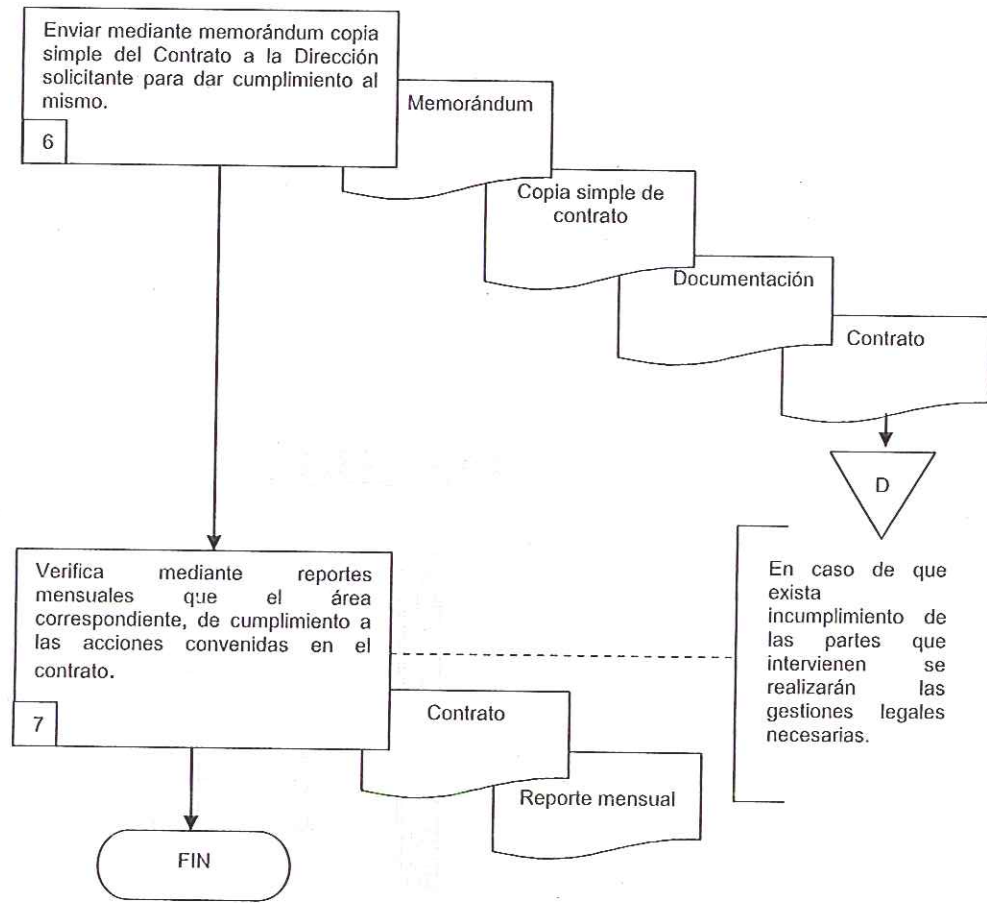 Enviar mediante memorándum copia
simple del Contrato a la Dirección
solicitante para dar cumplimiento al
mismo.
6
Memorándum
Copia simple de
contrato
Documentación
Contrato
D
Verifica mediante reportes
mensuales que el área
correspondiente, de cumplimiento a
las acciones convenidas en el
contrato.
7
Contrato
Reporte mensual
En caso de que
exista
incumplimiento de
las partes que
intervienen se
realizarán las
gestiones legales
necesarias.
FIN